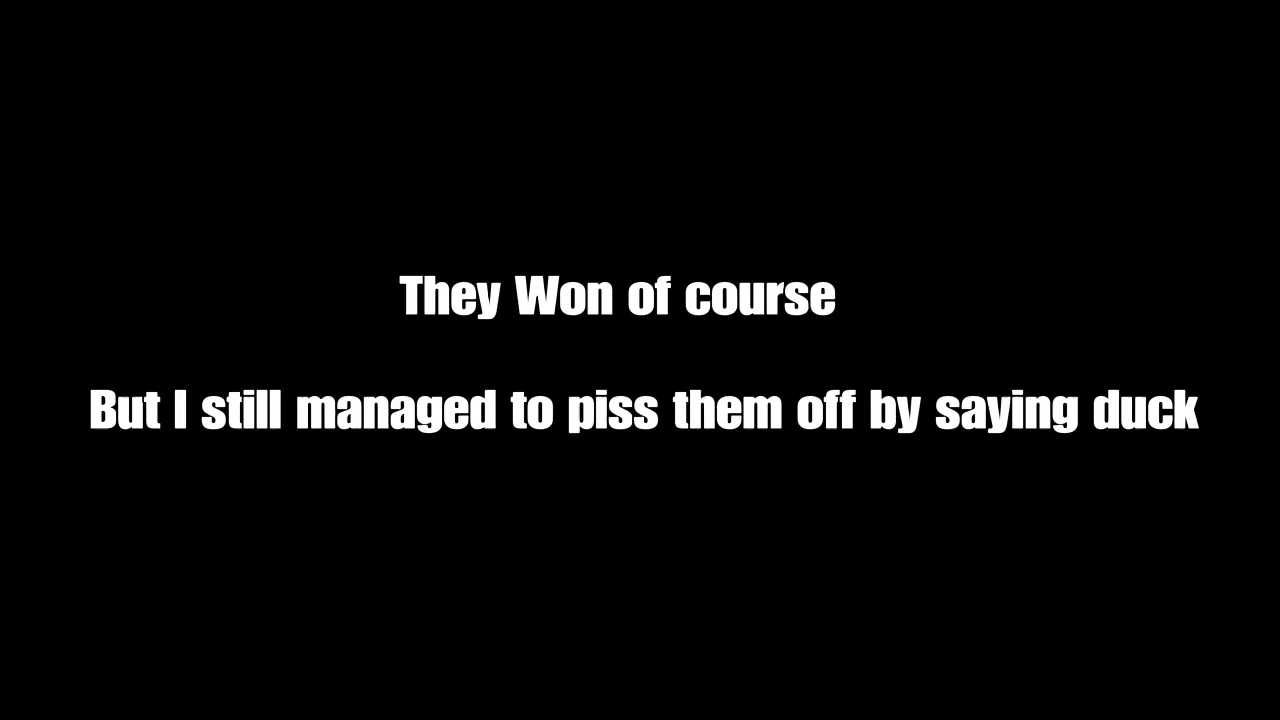 They Won of course
But I still managed to piss them off by saying duck